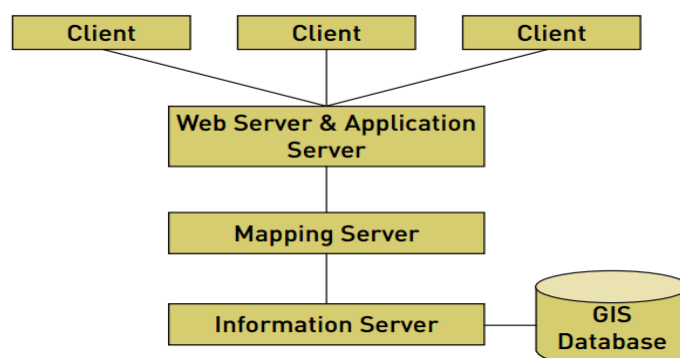 Client
Client
Client
Web Server & Application
Server
Mapping Server
Information Server
GIS
Database